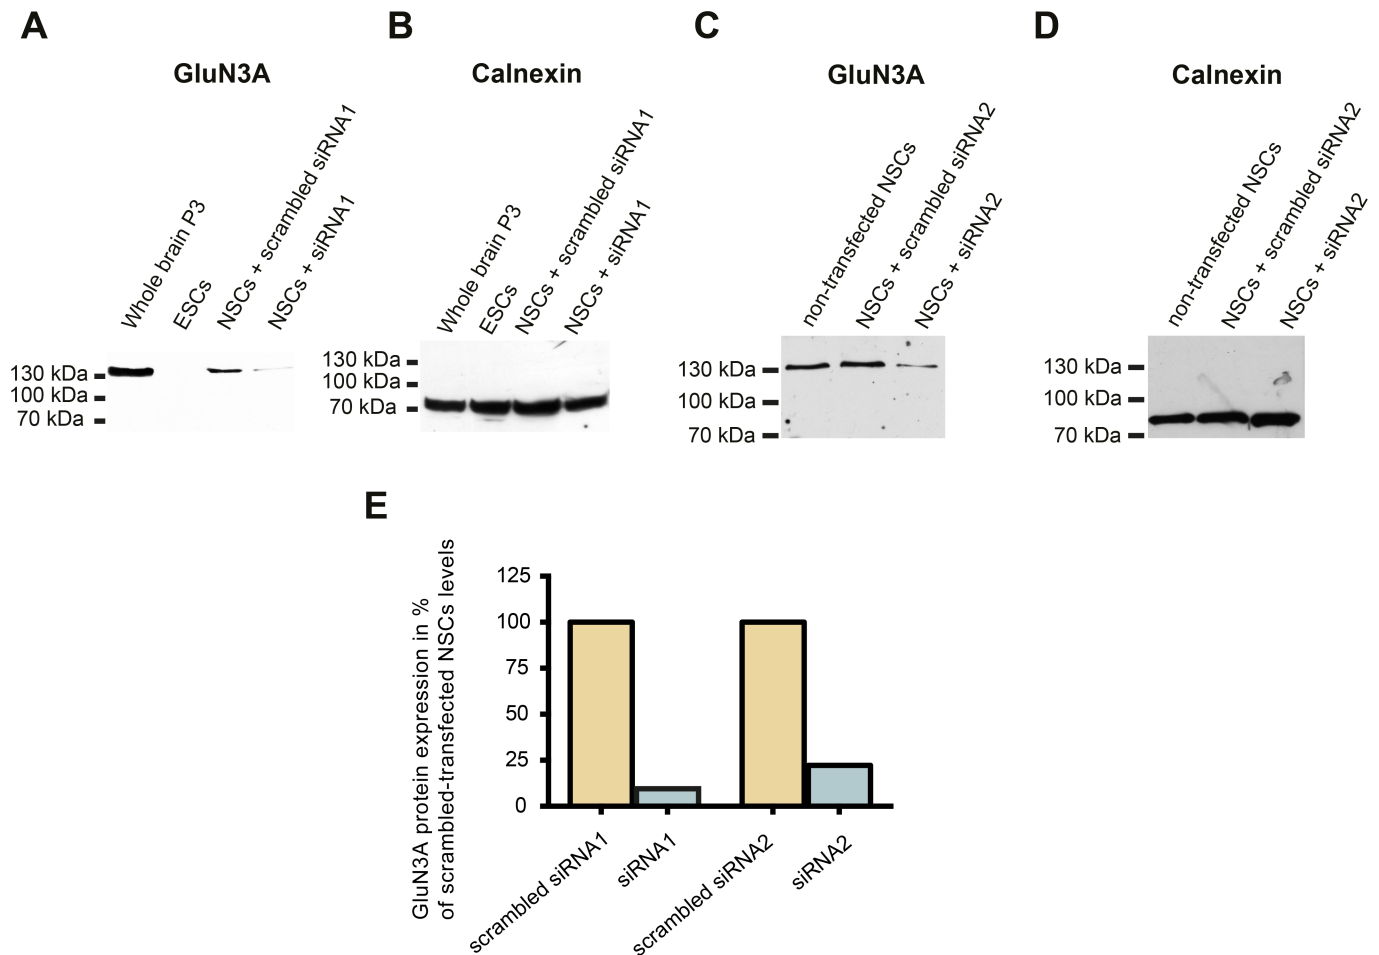 A
GluN3A
Whole brain P3
ESCs
NSCs + scrambled siRNA1
NSCs + siRNA1
130 kDa
100 kDa
70 kDa
B
Calnexin
Whole brain P3
ESCs
NSCs + scrambled siRNA1
NSCs + siRNA1
130 kDa
100 kDa
70 kDa
C
GluN3A
non-transfected NSCs
NSCs + scrambled siRNA2
NSCs + siRNA2
130 kDa
100 kDa
70 kDa
D
Calnexin
non-transfected NSCs
NSCs + scrambled siRNA2
NSCs + siRNA2
130 kDa
100 kDa
70 kDa
E
GluN3A protein expression in %
of scrambled-transfected NSCs levels
125
100
75
50
25
0
scrambled siRNA1
siRNA1
scrambled siRNA2
siRNA2